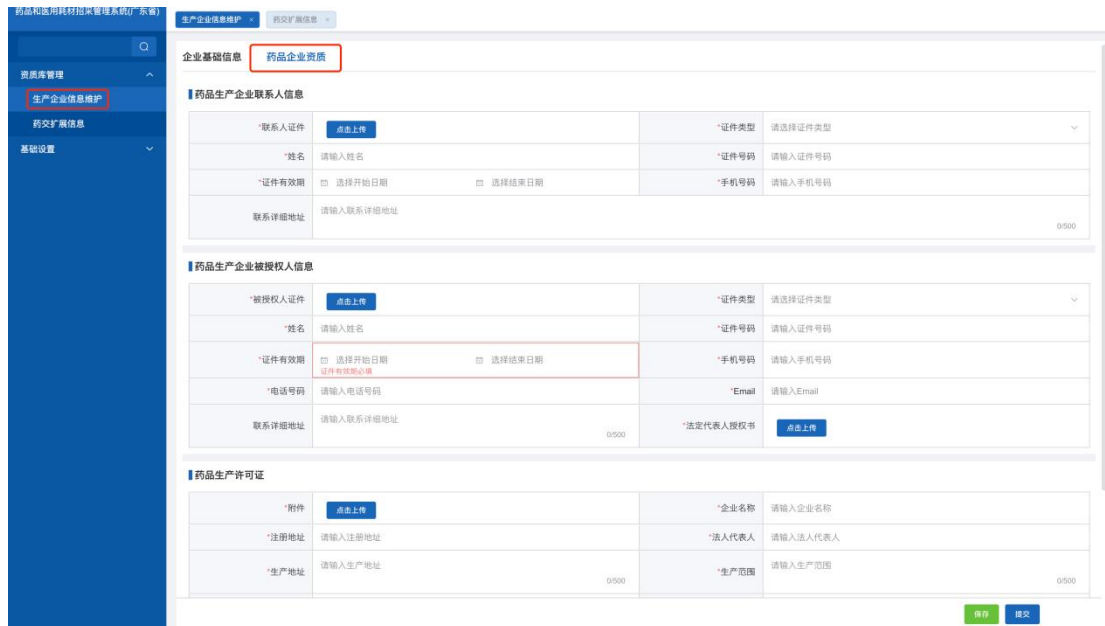 药品和医用耗材招采管理系统(广东省)
生产企业信息维护 ×
药交扩展信息 ×
资质库管理
生产企业信息维护
药交扩展信息
基础设置
企业基础信息 药品企业资质
药品生产企业联系人信息
*联系人证件 点击上传 *证件类型 请选择证件类型
*姓名 请输入姓名 *证件号码 请输入证件号码
*证件有效期 选择开始日期 选择结束日期 *手机号码 请输入手机号码
联系详细地址 请输入联系详细地址 0/500
药品生产企业被授权人信息
*被授权人证件 点击上传 *证件类型 请选择证件类型
*姓名 请输入姓名 *证件号码 请输入证件号码
*证件有效期 选择开始日期 选择结束日期 *手机号码 请输入手机号码
证件有效期必填
*电话号码 请输入电话号码 *Email 请输入Email
联系详细地址 请输入联系详细地址 0/500 *法定代表人授权书 点击上传
药品生产许可证
*附件 点击上传 *企业名称 请输入企业名称
*注册地址 请输入注册地址 *法人代表人 请输入法人代表人
*生产地址 请输入生产地址 0/500 *生产范围 请输入生产范围 0/500
保存 提交